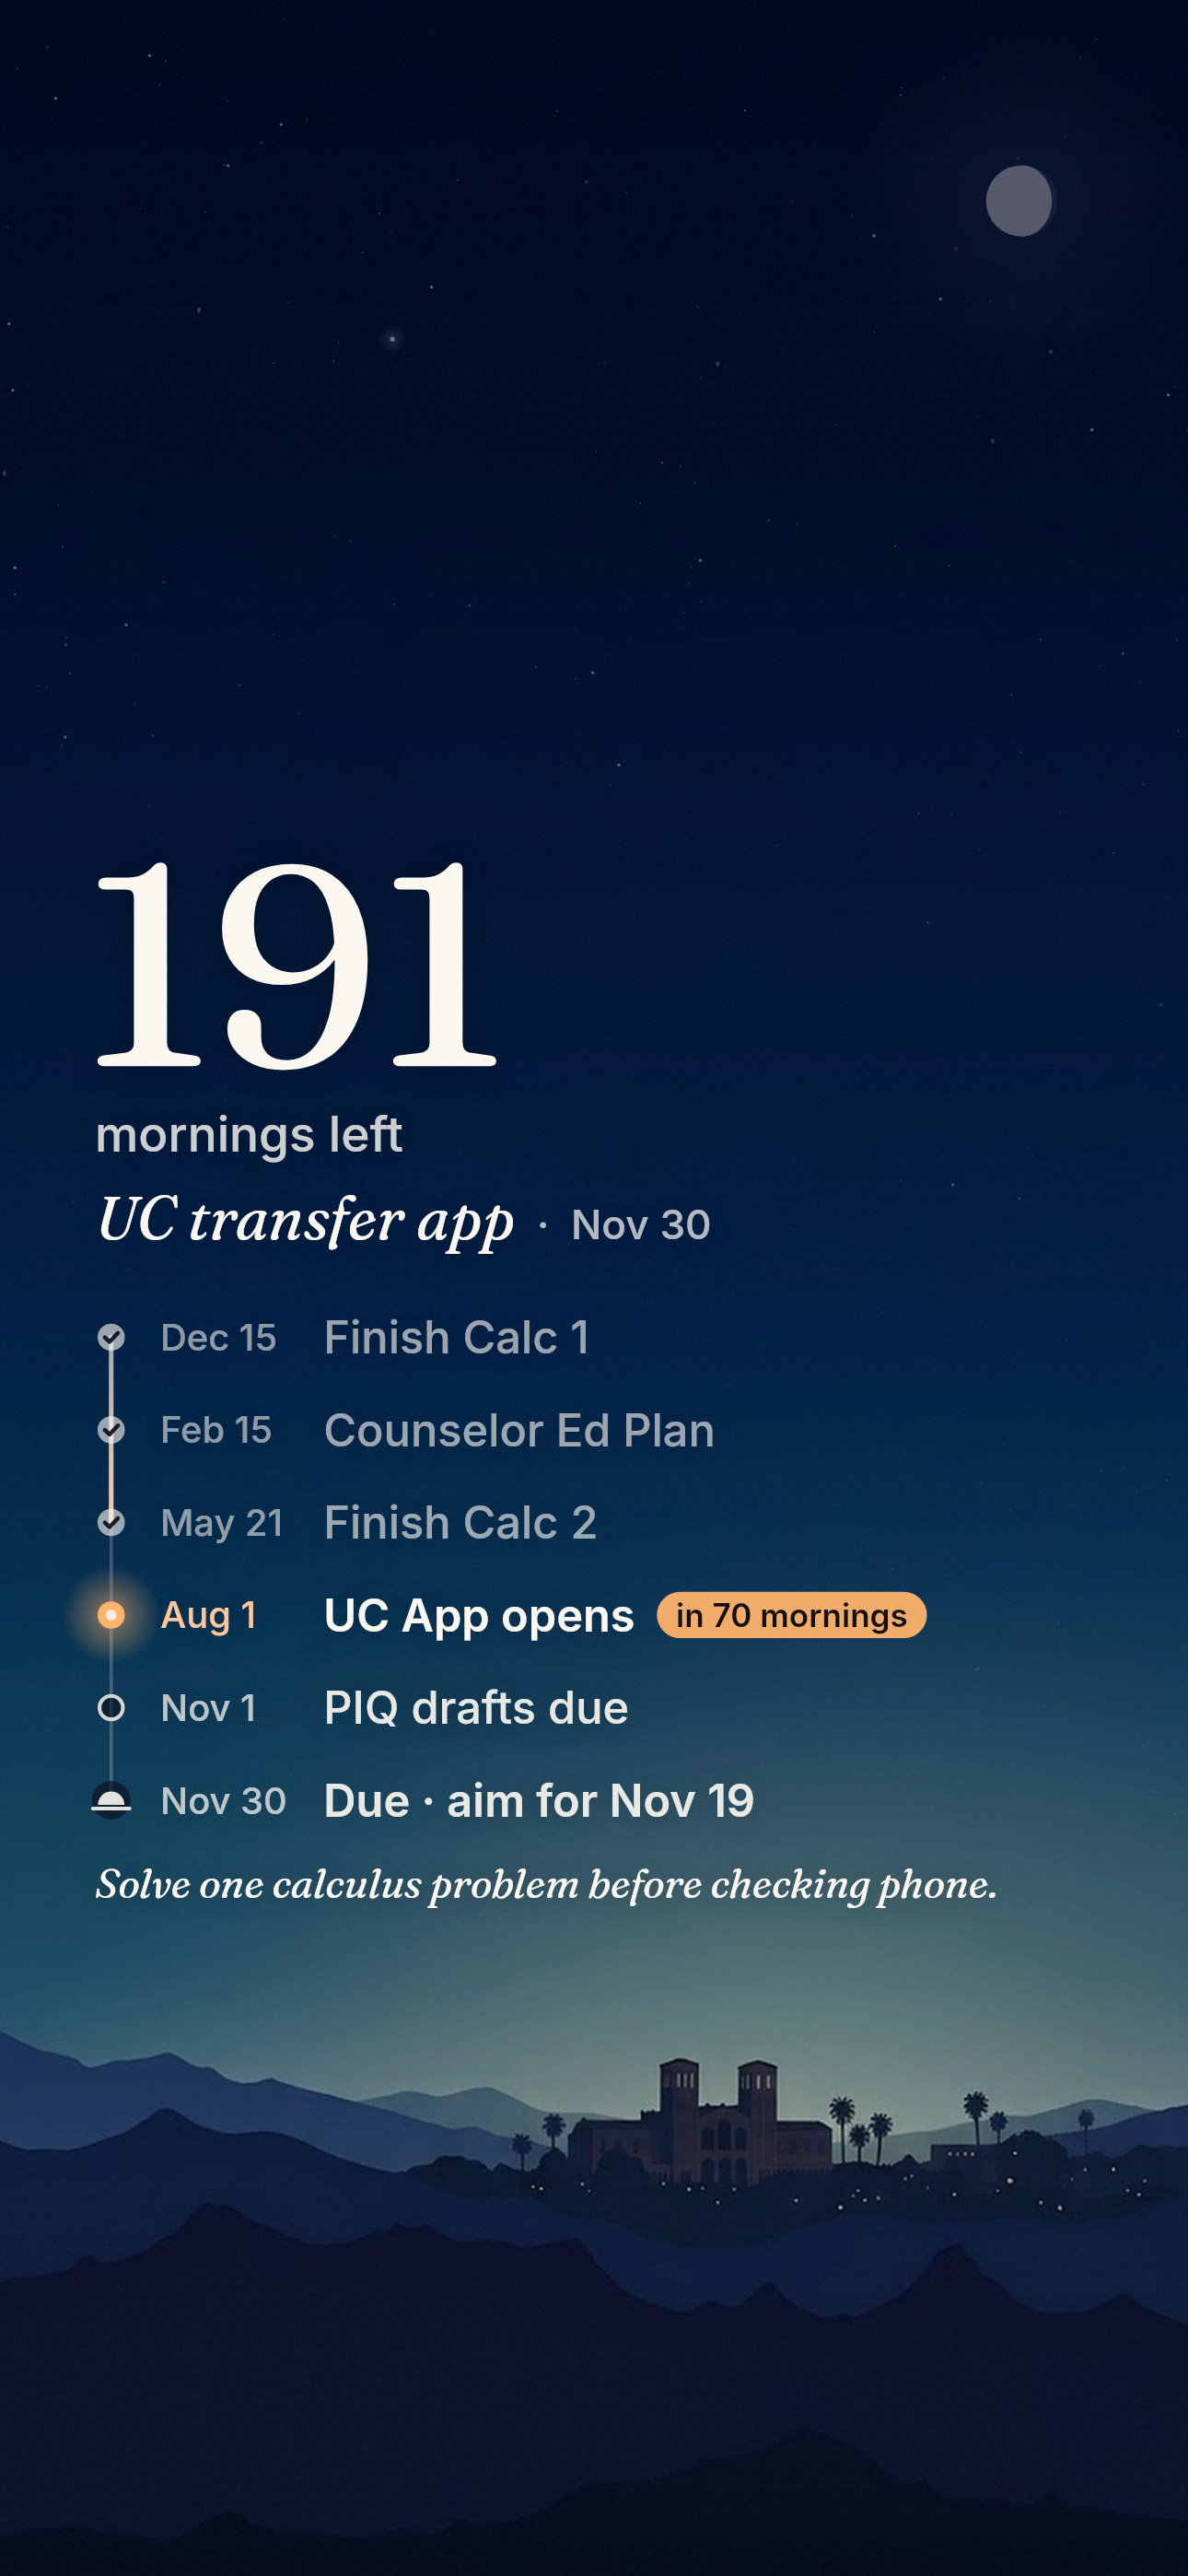 191
mornings left
UC transfer app · Nov 30
Dec 15 Finish Calc 1
Feb 15 Counselor Ed Plan
May 21 Finish Calc 2
Aug 1 UC App opens in 70 mornings
Nov 1 PIQ drafts due
Nov 30 Due · aim for Nov 19
Solve one calculus problem before checking phone.